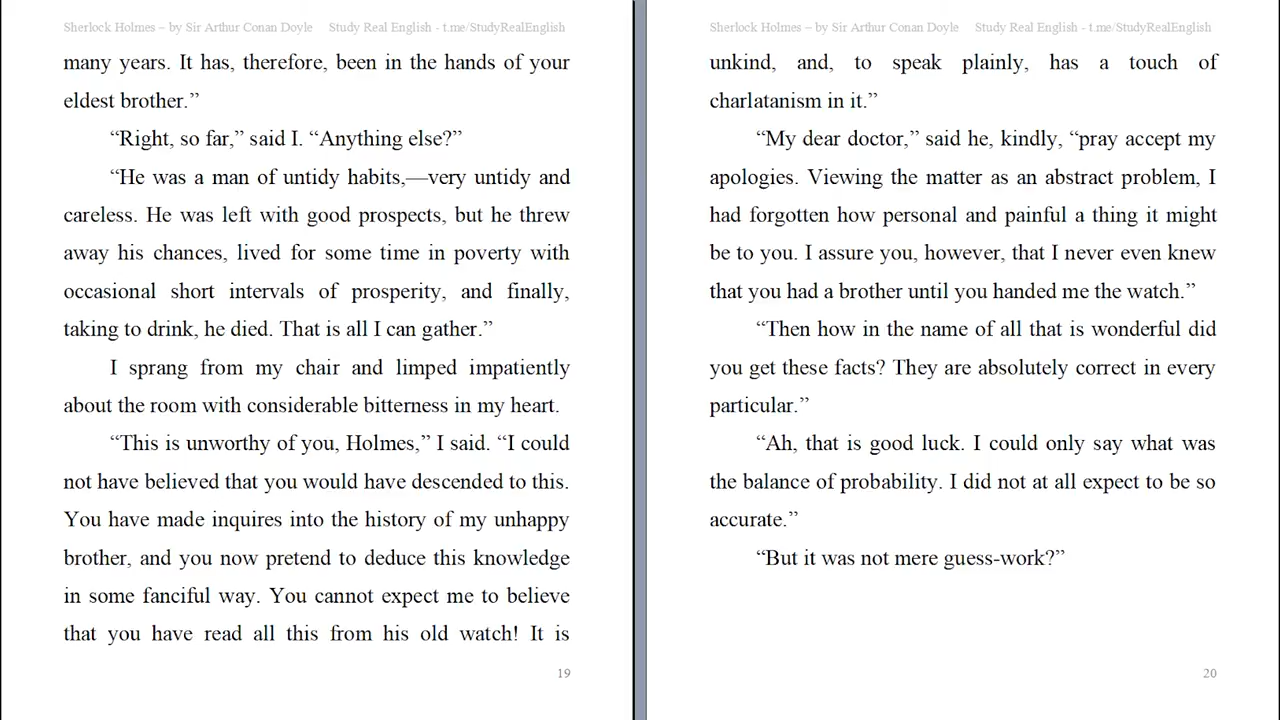 Sherlock Holmes – by Sir Arthur Conan Doyle Study Real English - t.me/StudyRealEnglish
many years. It has, therefore, been in the hands of your
eldest brother.”
“Right, so far,” said I. “Anything else?”
“He was a man of untidy habits,—very untidy and
careless. He was left with good prospects, but he threw
away his chances, lived for some time in poverty with
occasional short intervals of prosperity, and finally,
taking to drink, he died. That is all I can gather.”
I sprang from my chair and limped impatiently
about the room with considerable bitterness in my heart.
“This is unworthy of you, Holmes,” I said. “I could
not have believed that you would have descended to this.
You have made inquires into the history of my unhappy
brother, and you now pretend to deduce this knowledge
in some fanciful way. You cannot expect me to believe
that you have read all this from his old watch! It is
19
Sherlock Holmes – by Sir Arthur Conan Doyle Study Real English - t.me/StudyRealEnglish
unkind, and, to speak plainly, has a touch of
charlatanism in it.”
“My dear doctor,” said he, kindly, “pray accept my
apologies. Viewing the matter as an abstract problem, I
had forgotten how personal and painful a thing it might
be to you. I assure you, however, that I never even knew
that you had a brother until you handed me the watch.”
“Then how in the name of all that is wonderful did
you get these facts? They are absolutely correct in every
particular.”
“Ah, that is good luck. I could only say what was
the balance of probability. I did not at all expect to be so
accurate.”
“But it was not mere guess-work?”
20